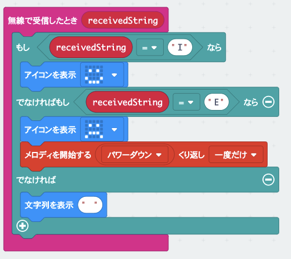 無線で受信したとき receivedString
もし receivedString = " I " なら
アイコンを表示
でなければもし receivedString = " E " なら
アイコンを表示
メロディを開始する パワーダウン くり返し 一度だけ
でなければ
文字列を表示 " "